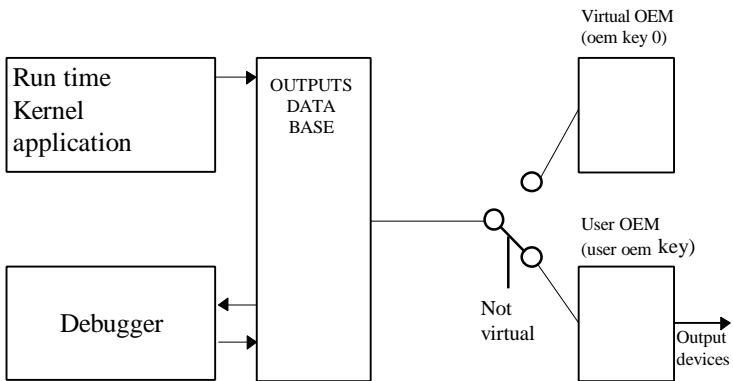 Virtual OEM
(oem key 0)
Run time
Kernel
application
OUTPUTS
DATA
BASE
User OEM
(user oem key)
Debugger
Not
virtual
Output
devices